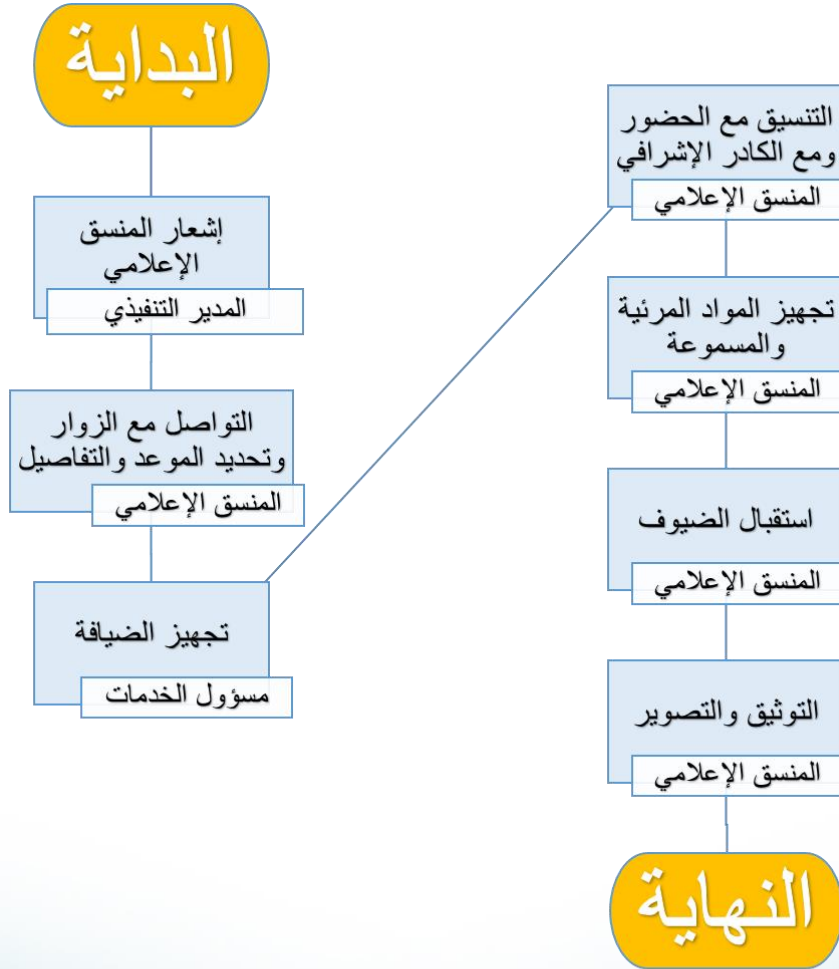 البداية
إشعار المنسق
الإعلامي
المدير التنفيذي
التواصل مع الزوار
وتحديد الموعد والتفاصيل
المنسق الإعلامي
تجهيز الضيافة
مسؤول الخدمات
التنسيق مع الحضور
ومع الكادر الإشرافي
المنسق الإعلامي
تجهيز المواد المرئية
والمسموعة
المنسق الإعلامي
استقبال الضيوف
المنسق الإعلامي
التوثيق والتصوير
المنسق الإعلامي
النهاية